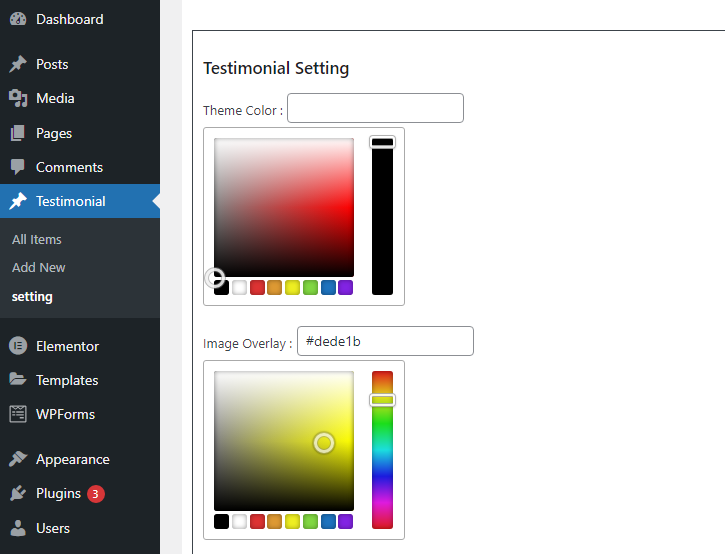 Dashboard
Posts
Media
Pages
Comments
Testimonial
All Items
Add New
setting
Elementor
Templates
WPForms
Appearance
Plugins 3
Users
Testimonial Setting
Theme Color :
Image Overlay : #dede1b